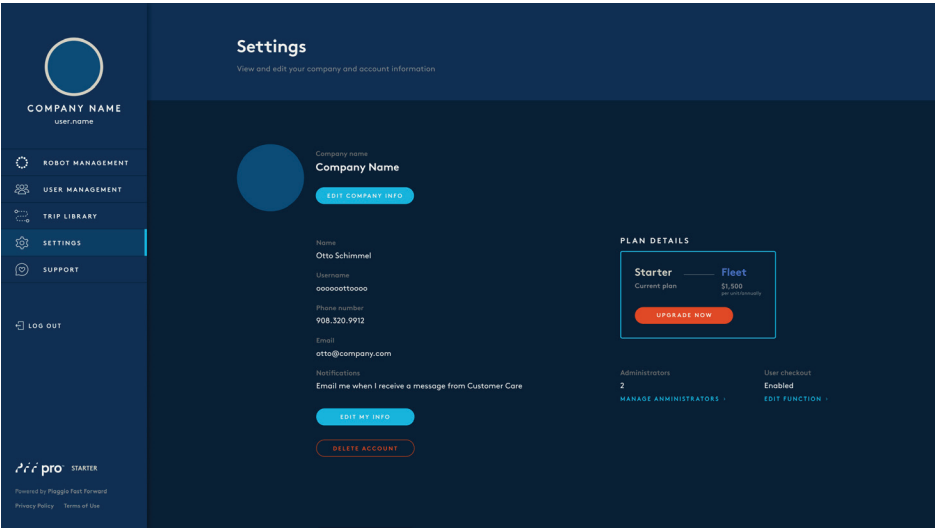 COMPANY NAME
user.name
ROBOT MANAGEMENT
USER MANAGEMENT
TRIP LIBRARY
SETTINGS
SUPPORT
LOG OUT
pro STARTER
Powered by Piaggio Fast Forward
Privacy Policy Terms of Use
Settings
View and edit your company and account information
Company name
Company Name
EDIT COMPANY INFO
Name
Otto Schimmel
Username
ooooottoooo
Phone number
908.320.9912
Email
otto@company.com
Notifications
Email me when I receive a message from Customer Care
EDIT MY INFO
DELETE ACCOUNT
PLAN DETAILS
Starter Fleet
Current plan $1,500
per unit/annually
UPGRADE NOW
Administrators
2
MANAGE ANMINISTRATORS ›
User checkout
Enabled
EDIT FUNCTION ›